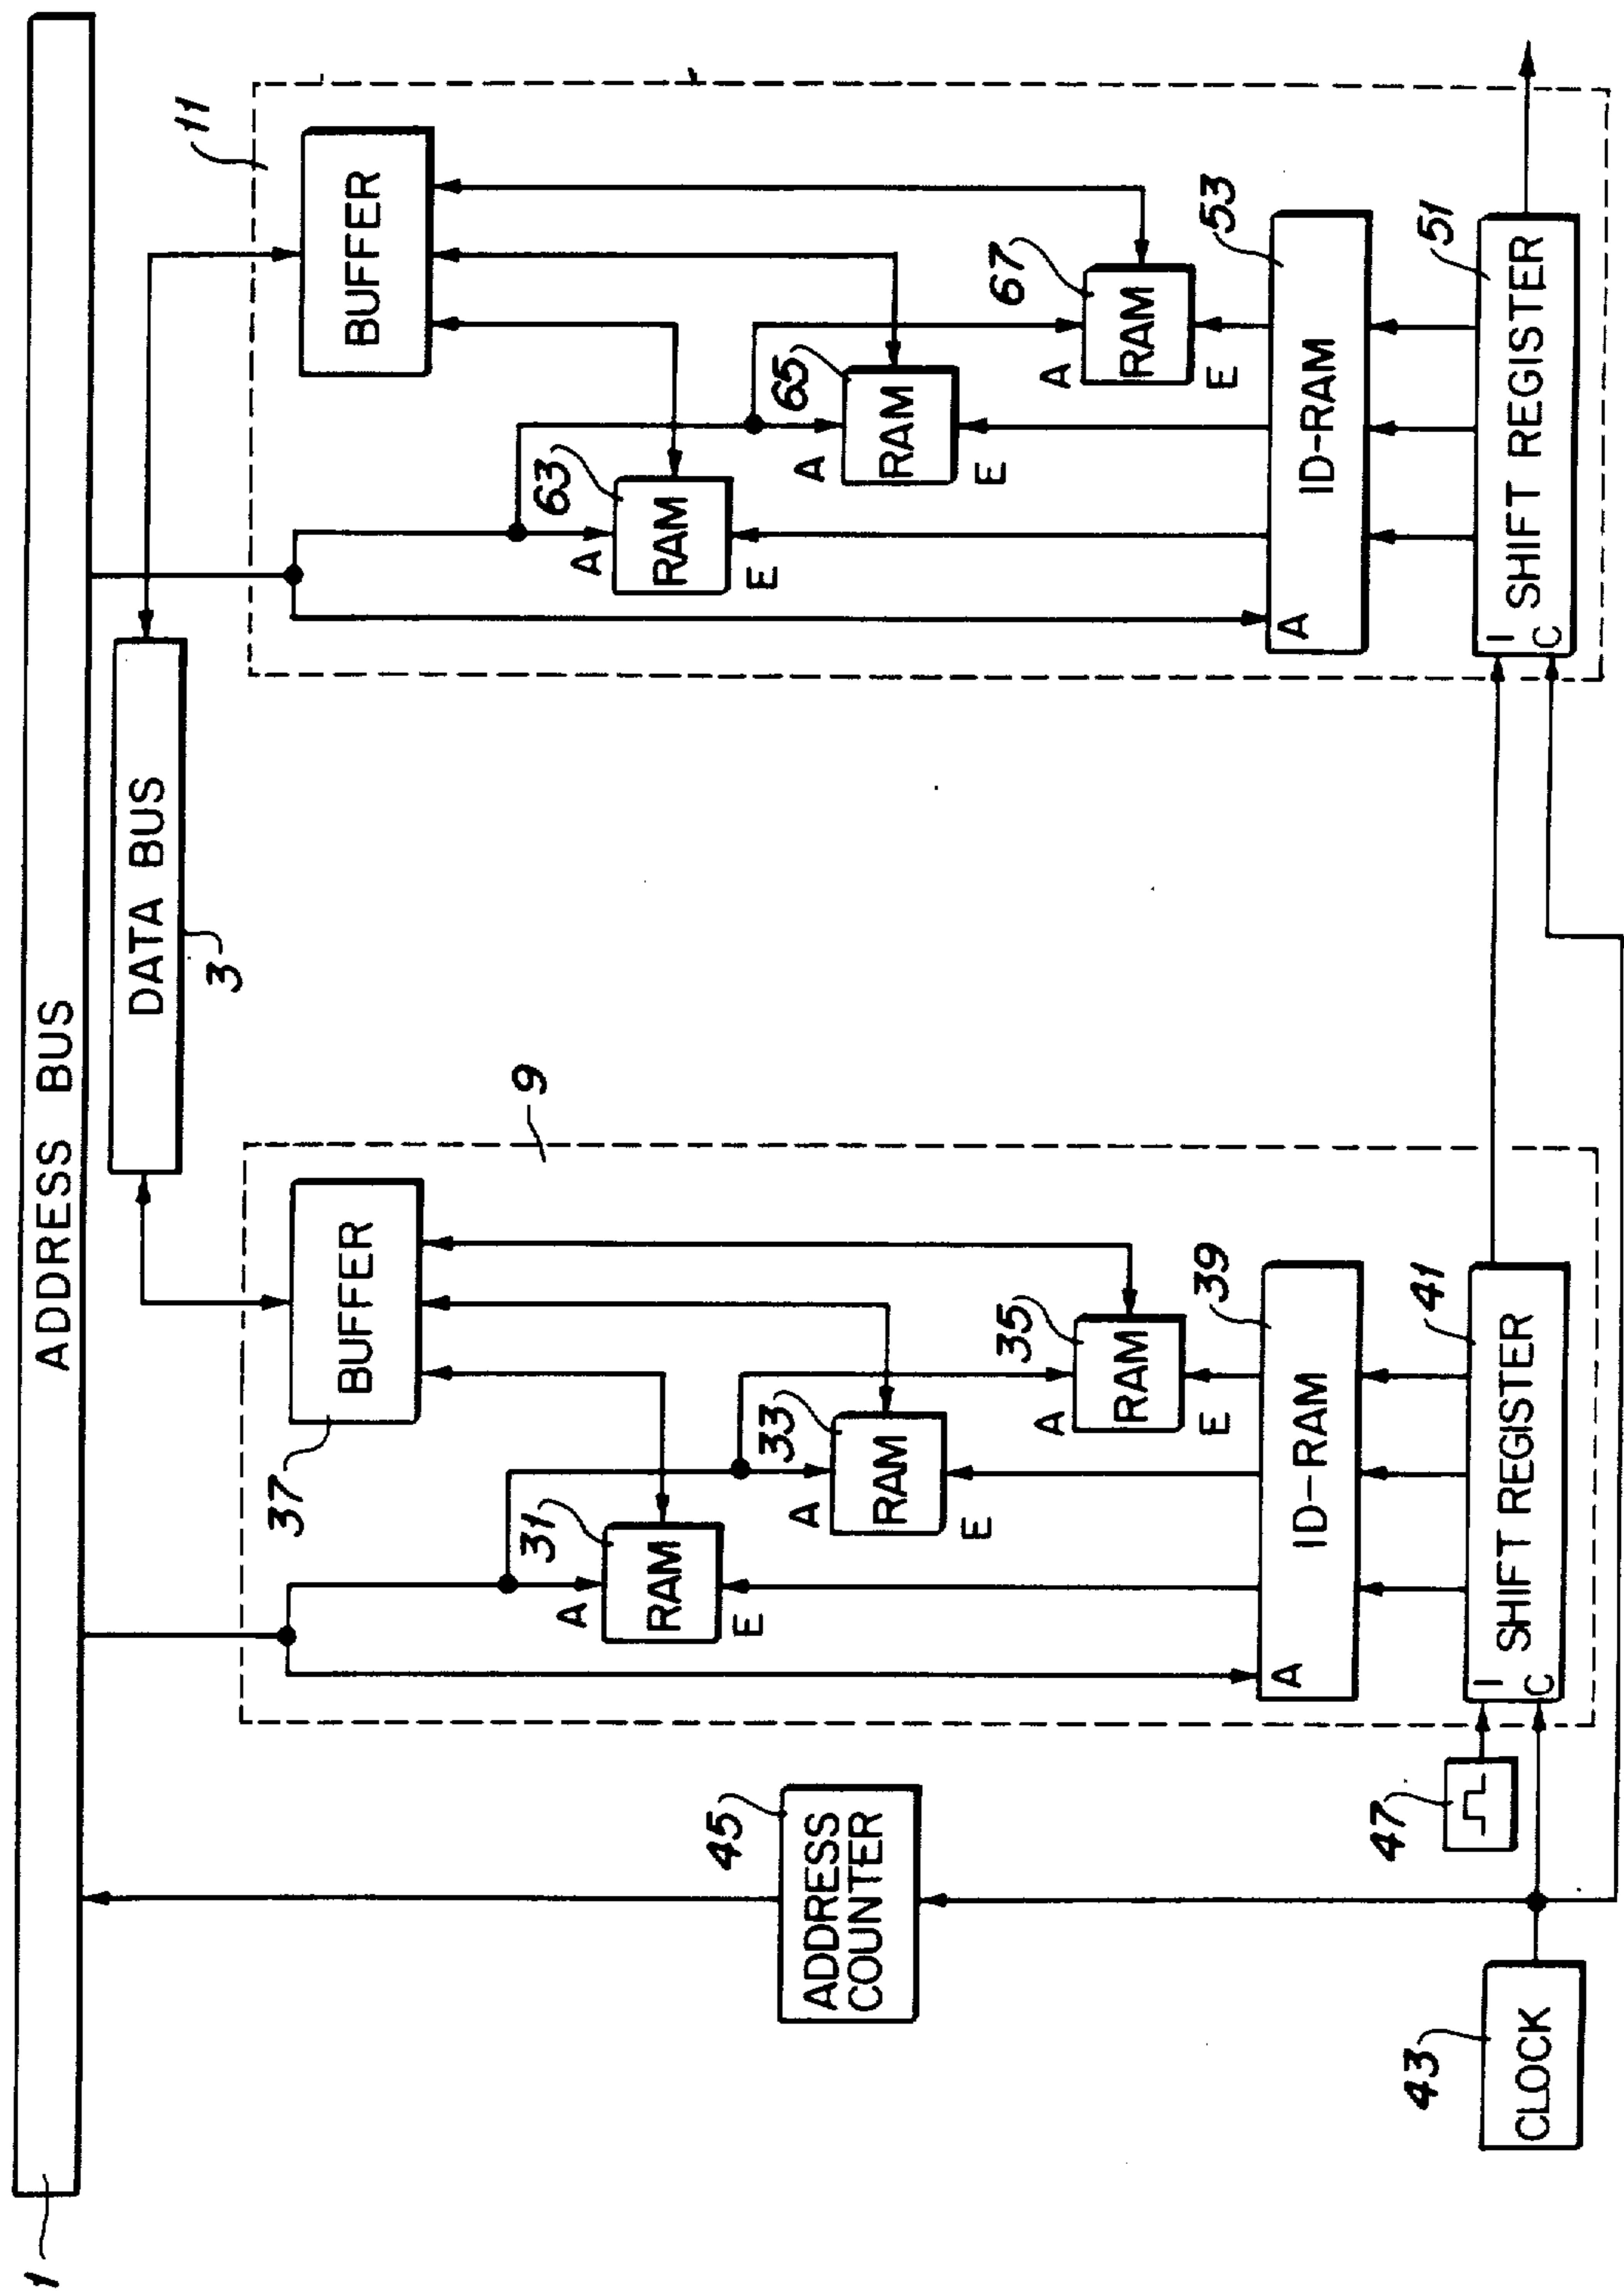 1
ADDRESS BUS
DATA BUS
3
9
11
37
BUFFER
BUFFER
31
A
RAM
E
33
A
RAM
E
35
A
RAM
E
63
A
RAM
E
65
A
RAM
E
67
A
RAM
E
45
ADDRESS
COUNTER
39
A
ID-RAM
53
A
ID-RAM
47
41
I
C
SHIFT REGISTER
51
I
C
SHIFT REGISTER
43
CLOCK